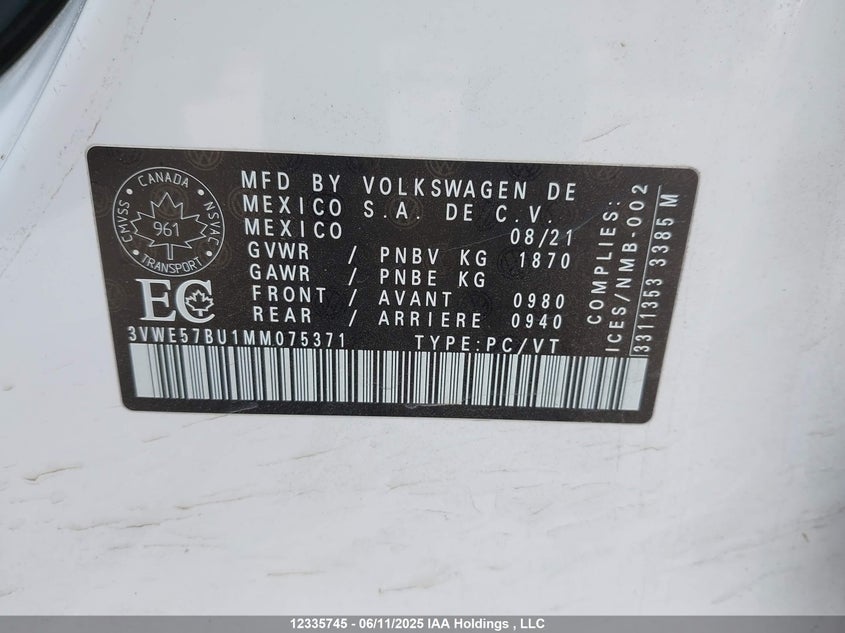 CANADA
CMVSS
NSVAC
961
TRANSPORT
EC
MFD BY VOLKSWAGEN DE
MEXICO S.A. DE C.V.
MEXICO 08/21
GVWR / PNBV KG 1870
GAWR / PNBE KG
FRONT / AVANT 0980
REAR / ARRIERE 0940
3VWE57BU1MM075371 TYPE:PC/VT
COMPLIES:
ICES/NMB-002
3311353 3385 M
12335745 - 06/11/2025 IAA Holdings , LLC